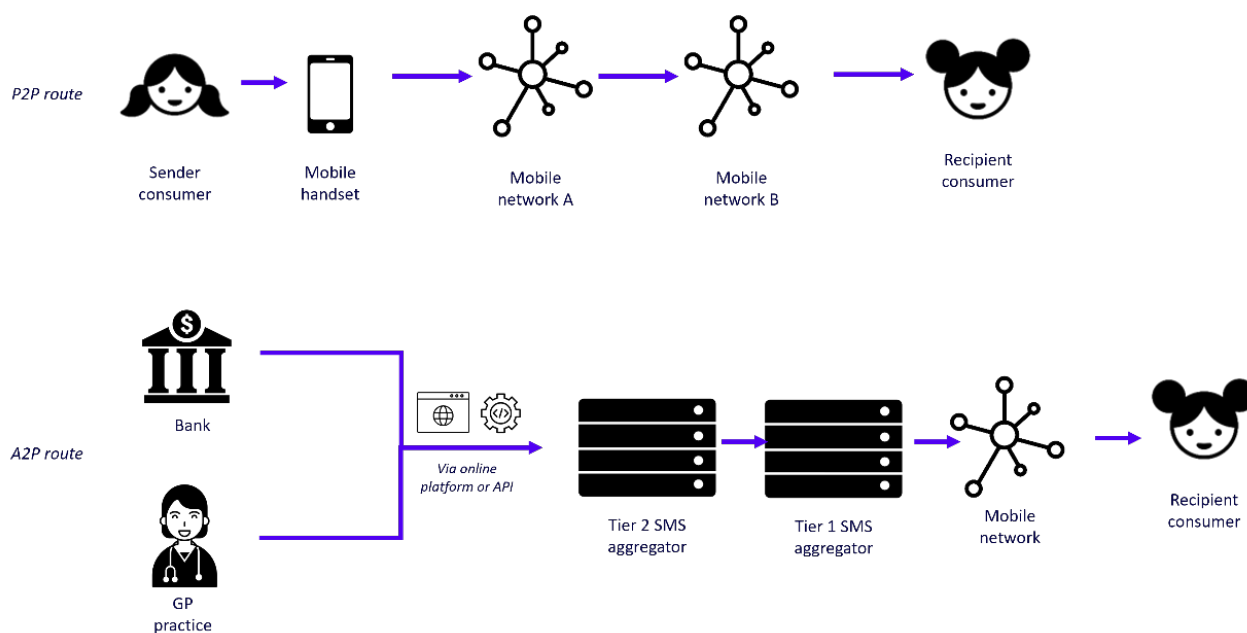 P2P route
Sender
consumer
Mobile
handset
Mobile
network A
Mobile
network B
Recipient
consumer
A2P route
$
Bank
GP
practice
</>
Via online
platform or API
Tier 2 SMS
aggregator
Tier 1 SMS
aggregator
Mobile
network
Recipient
consumer